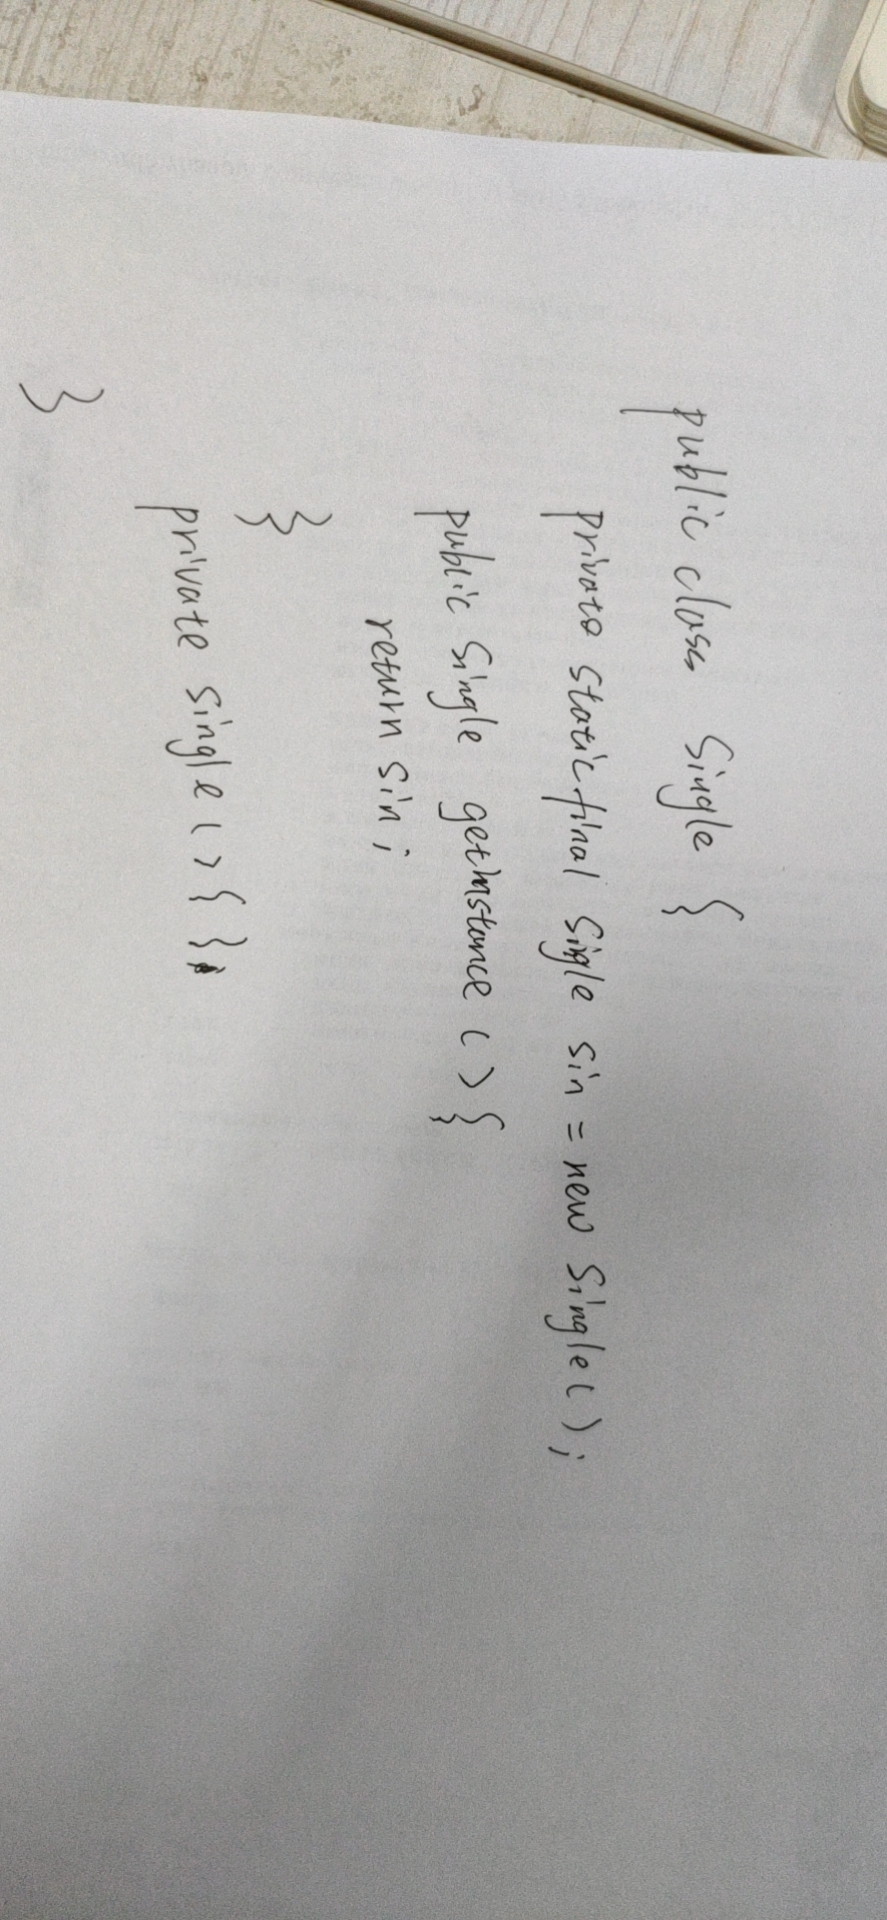 public class Single {
private static final Single sin = new Single();
public Single getInstance () {
return sin;
}
private Single () { }
}